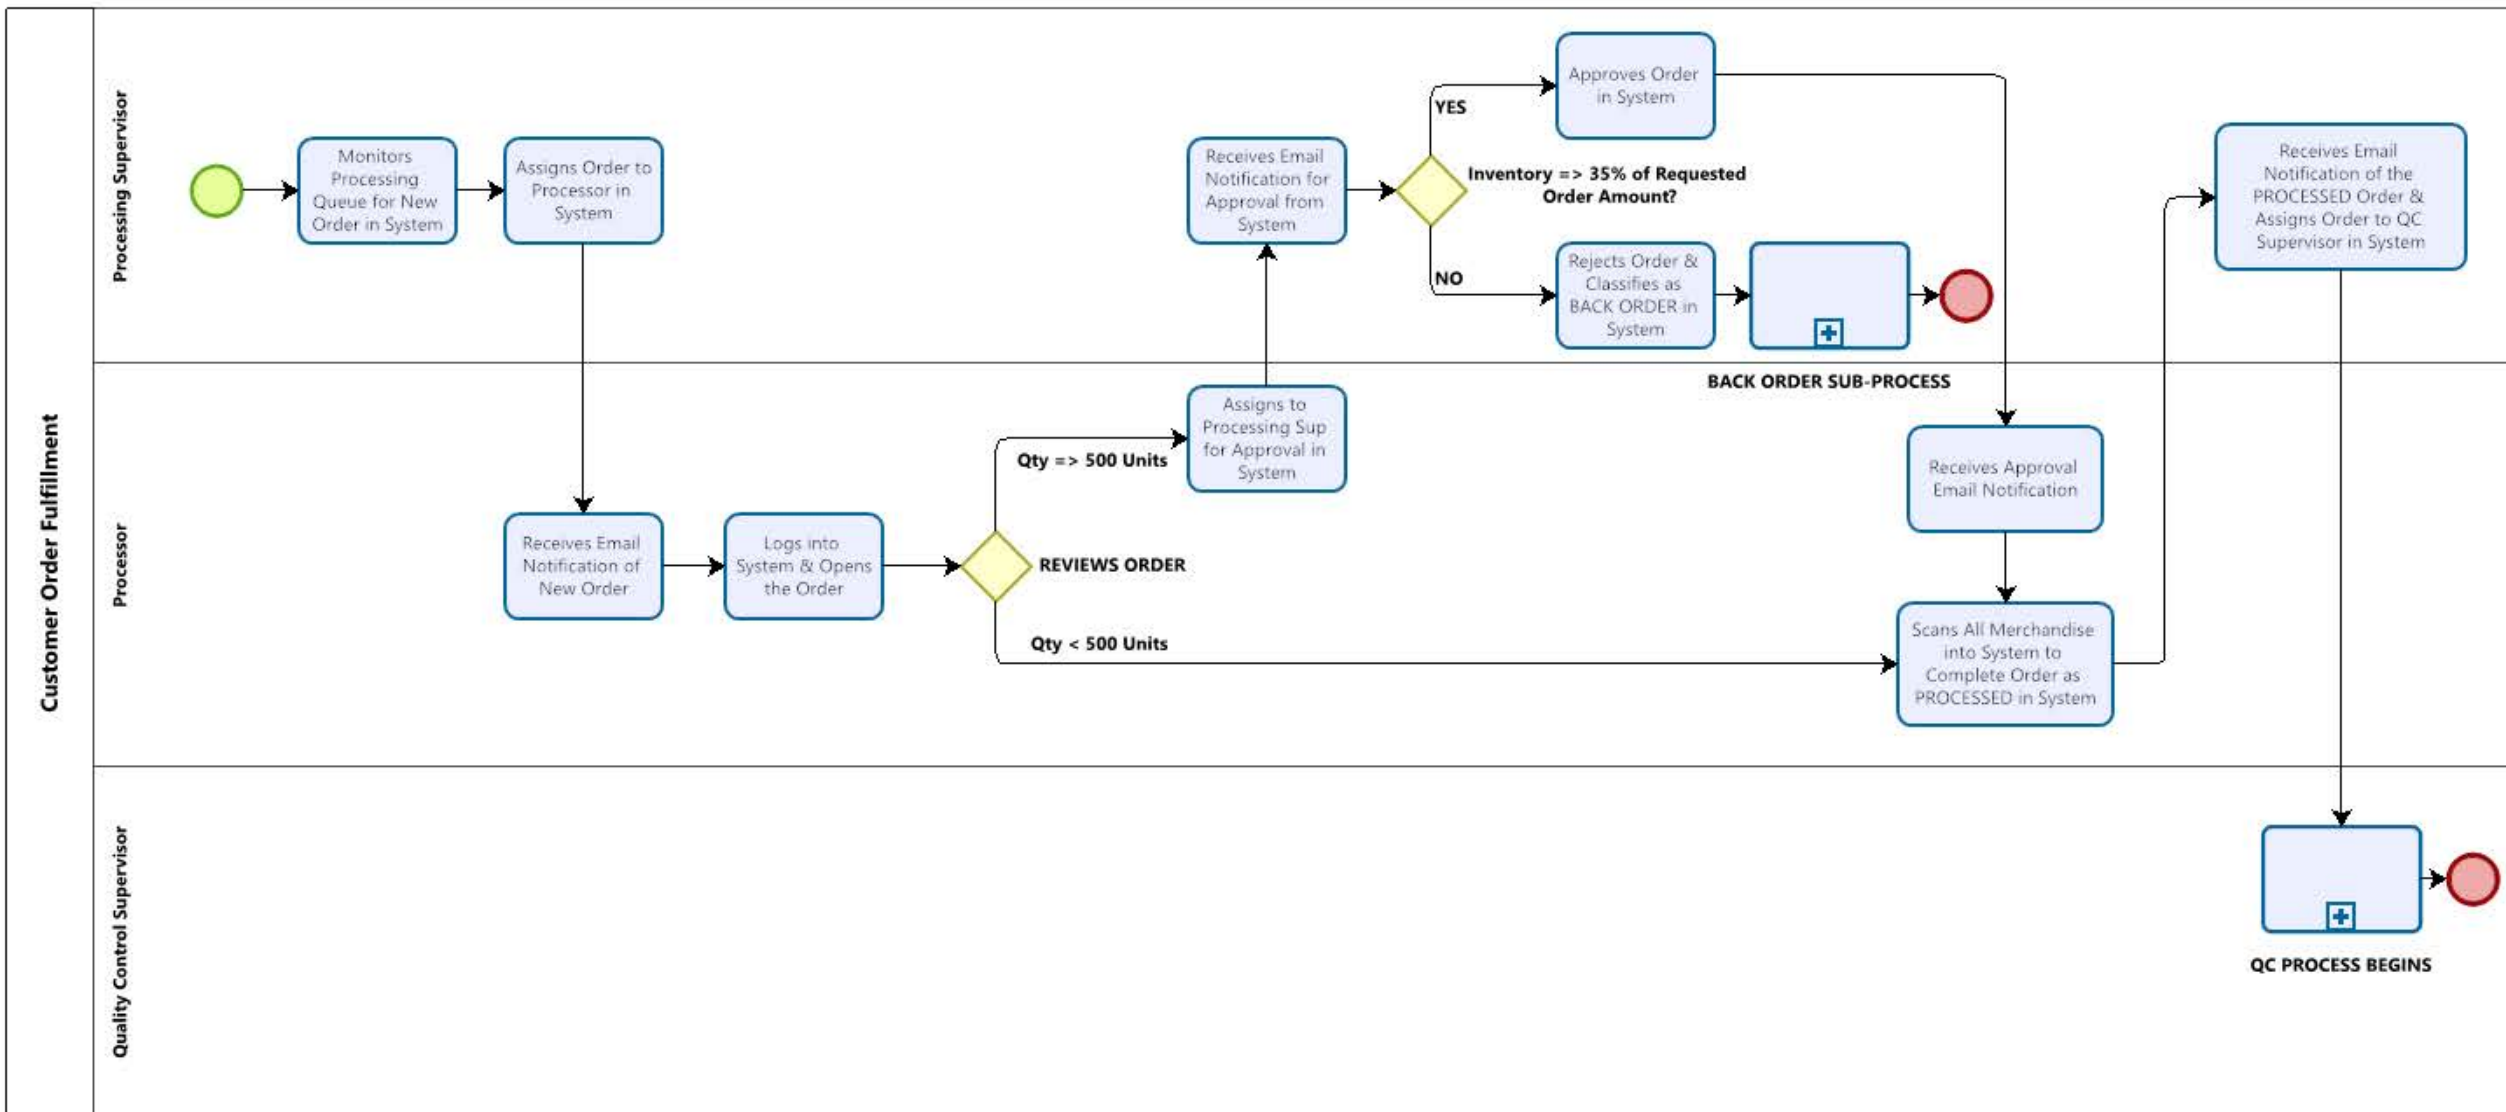 Customer Order Fulfillment
Processing Supervisor
Monitors
Processing
Queue for New
Order in System
Assigns Order to
Processor in
System
Receives Email
Notification for
Approval from
System
YES
Approves Order
in System
Inventory => 35% of Requested
Order Amount?
NO
Rejects Order &
Classifies as
BACK ORDER in
System
BACK ORDER SUB-PROCESS
Receives Email
Notification of the
PROCESSED Order &
Assigns Order to QC
Supervisor in System
Processor
Receives Email
Notification of
New Order
Logs into
System & Opens
the Order
REVIEWS ORDER
Qty => 500 Units
Assigns to
Processing Sup
for Approval in
System
Qty < 500 Units
Receives Approval
Email Notification
Scans All Merchandise
into System to
Complete Order as
PROCESSED in System
Quality Control Supervisor
QC PROCESS BEGINS